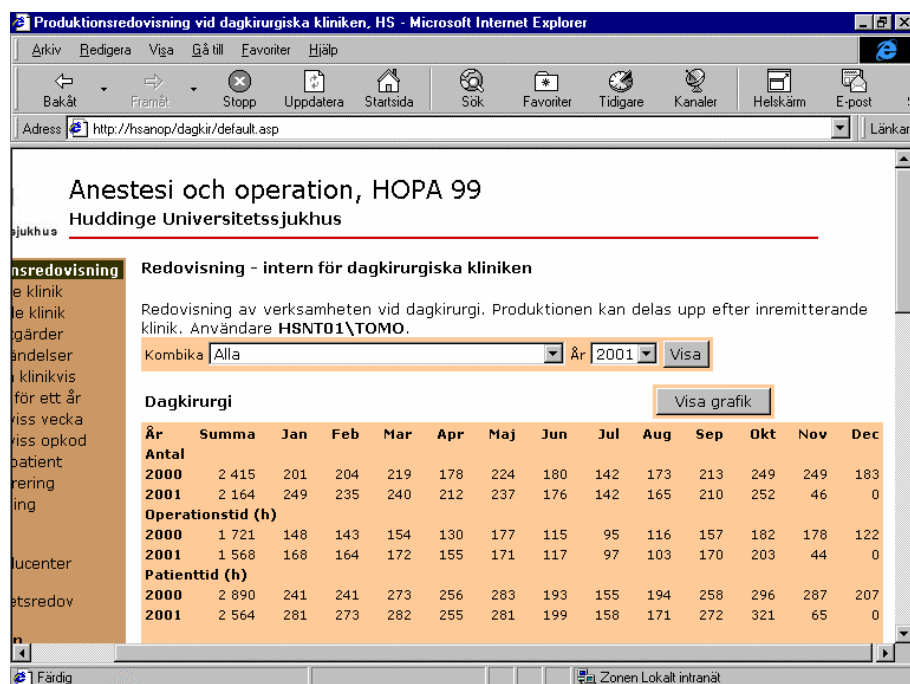 Produktionsredovisning vid dagkirurgiska kliniken, HS - Microsoft Internet Explorer
Arkiv Redigera Visa Gå till Favoriter Hjälp
Bakåt Framåt Stopp Uppdatera Startsida Sök Favoriter Tidigare Kanaler Helskärm E-post
Adress http://hsanop/dagkir/default.asp Länkar
Anestesi och operation, HOPA 99
Huddinge Universitetssjukhus
sjukhus
nsredovisning
e klinik
le klinik
tgärder
ändelser
klinikvis
för ett år
viss vecka
viss opkod
patient
rering
ing
lucenter
etsredov
n
Redovisning - intern för dagkirurgiska kliniken
Redovisning av verksamheten vid dagkirurgi. Produktionen kan delas upp efter inremitterande
klinik. Användare HSNT01\TOMO.
Kombika Alla År 2001 Visa
Dagkirurgi Visa grafik
År Summa Jan Feb Mar Apr Maj Jun Jul Aug Sep Okt Nov Dec
Antal
2000 2 415 201 204 219 178 224 180 142 173 213 249 249 183
2001 2 164 249 235 240 212 237 176 142 165 210 252 46 0
Operationstid (h)
2000 1 721 148 143 154 130 177 115 95 116 157 182 178 122
2001 1 568 168 164 172 155 171 117 97 103 170 203 44 0
Patienttid (h)
2000 2 890 241 241 273 256 283 193 155 194 258 296 287 207
2001 2 564 281 273 282 255 281 199 158 171 272 321 65 0
Färdig Zonen Lokalt intranät